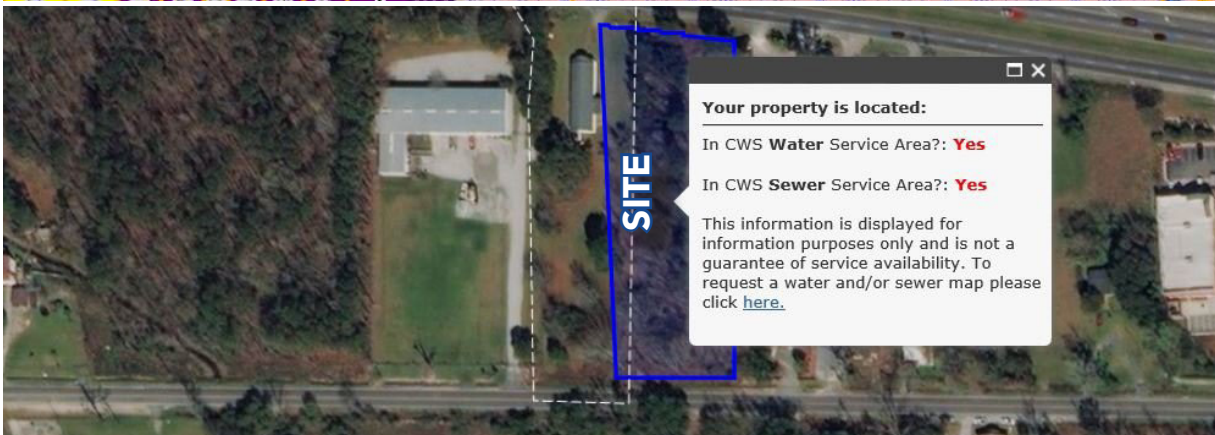 Your property is located:
In CWS Water Service Area?: Yes
In CWS Sewer Service Area?: Yes
SITE
This information is displayed for
information purposes only and is not a
guarantee of service availability. To
request a water and/or sewer map please
click here.